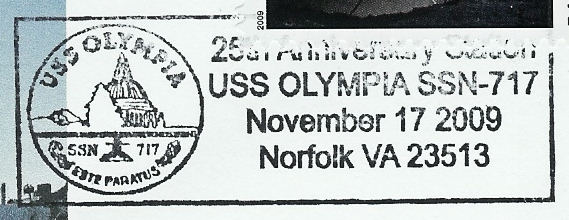 2009
25th Anniversary Station
USS OLYMPIA SSN-717
November 17 2009
Norfolk VA 23513
USS OLYMPIA
SSN 717
ESTE PARATUS